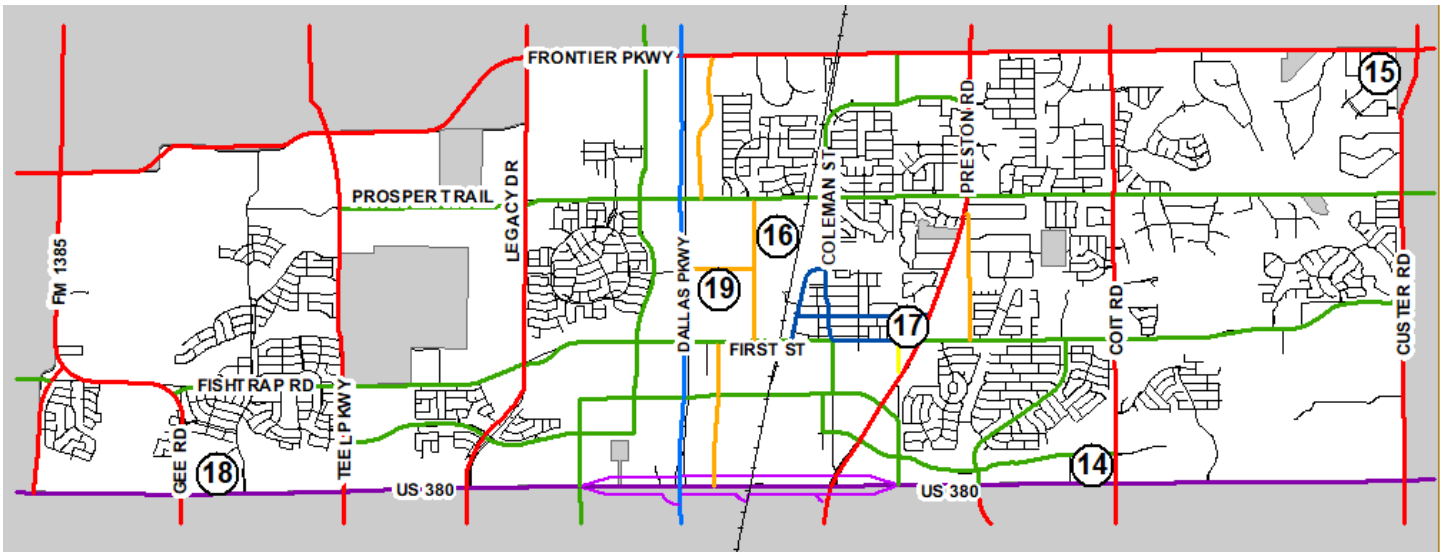 FRONTIER PKWY
15
PRESTON RD
COLEMAN ST
LEGACY DR
PROSPER TRAIL
16
FM 1385
DALLAS PKWY
19
COIT RD
CUSTER RD
17
FIRST ST
FISHTRAP RD
TEEL PKWY
GEE RD
18
14
US 380
US 380